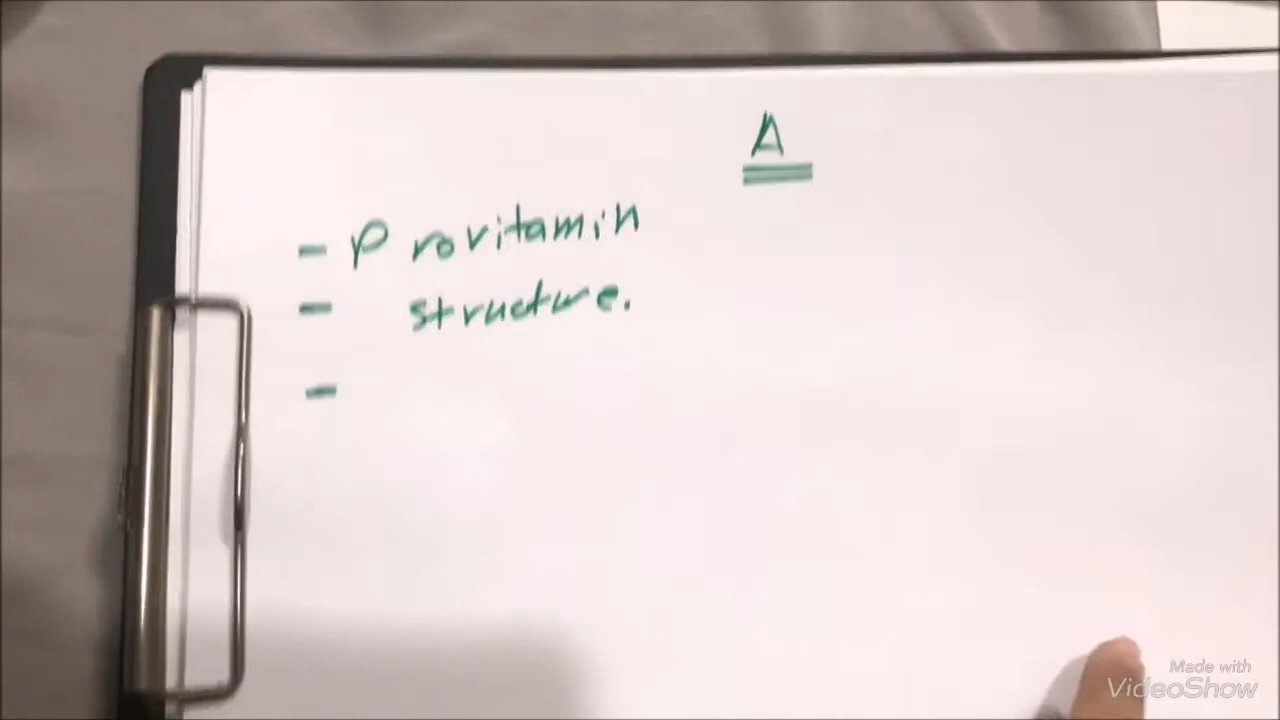 A
- Provitamin
- structure.
-
Made with
VideoShow